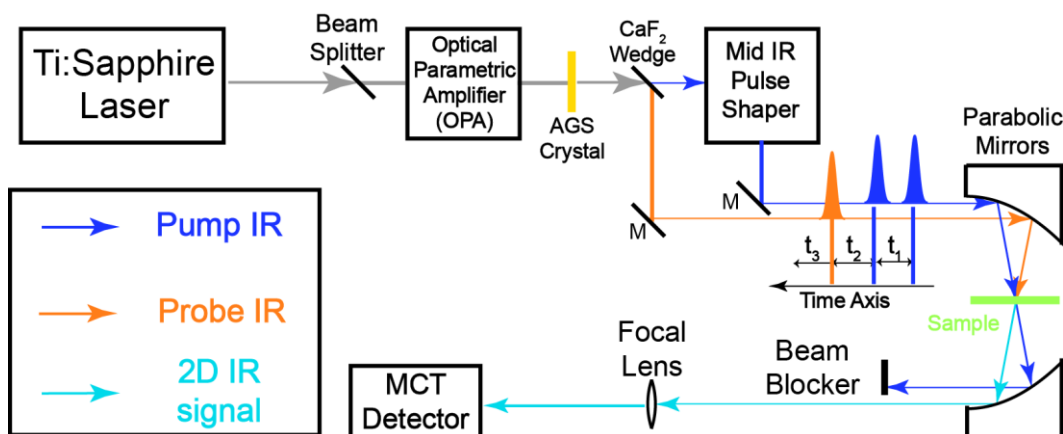 Ti:Sapphire
Laser
Beam
Splitter
Optical
Parametric
Amplifier
(OPA)
AGS
Crystal
CaF₂
Wedge
Mid IR
Pulse
Shaper
Parabolic
Mirrors
M
M
t₃
t₂
t₁
Time Axis
Sample
Pump IR
Probe IR
2D IR
signal
MCT
Detector
Focal
Lens
Beam
Blocker